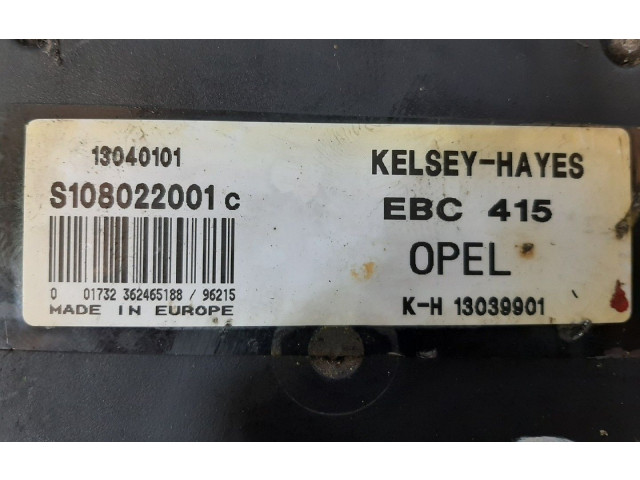 13040101
S108022001 C
0 01732 362465188 / 96215
MADE IN EUROPE
KELSEY-HAYES
EBC 415
OPEL
K-H 13039901